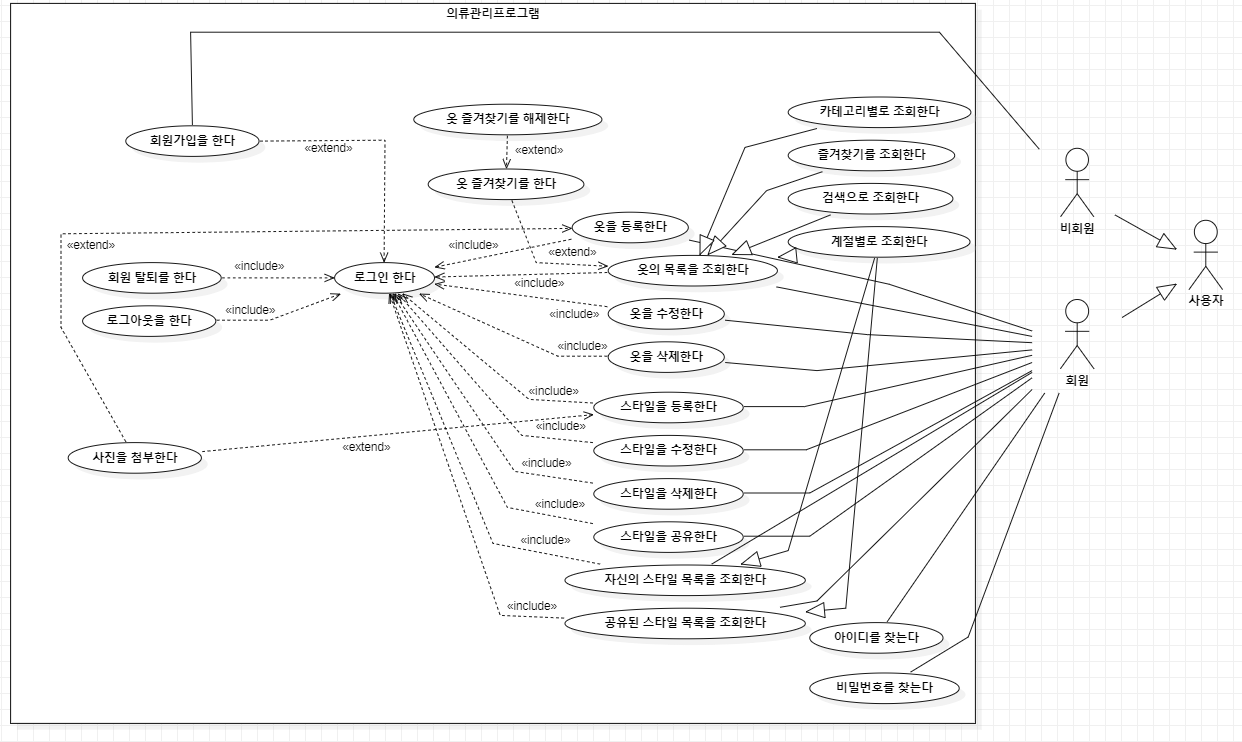 의류관리프로그램
카테고리별로 조회한다
옷 즐겨찾기를 해제한다
회원가입을 한다
«extend»
«extend»
즐겨찾기를 조회한다
옷 즐겨찾기를 한다
검색으로 조회한다
비회원
옷을 등록한다
«extend»
«include»
계절별로 조회한다
«extend»
회원 탈퇴를 한다
«include»
로그인 한다
옷의 목록을 조회한다
«include»
사용자
로그아웃을 한다
«include»
«include»
옷을 수정한다
«include»
옷을 삭제한다
회원
«include»
스타일을 등록한다
«include»
«extend»
사진을 첨부한다
스타일을 수정한다
«include»
스타일을 삭제한다
«include»
스타일을 공유한다
«include»
자신의 스타일 목록을 조회한다
«include»
공유된 스타일 목록을 조회한다
아이디를 찾는다
비밀번호를 찾는다